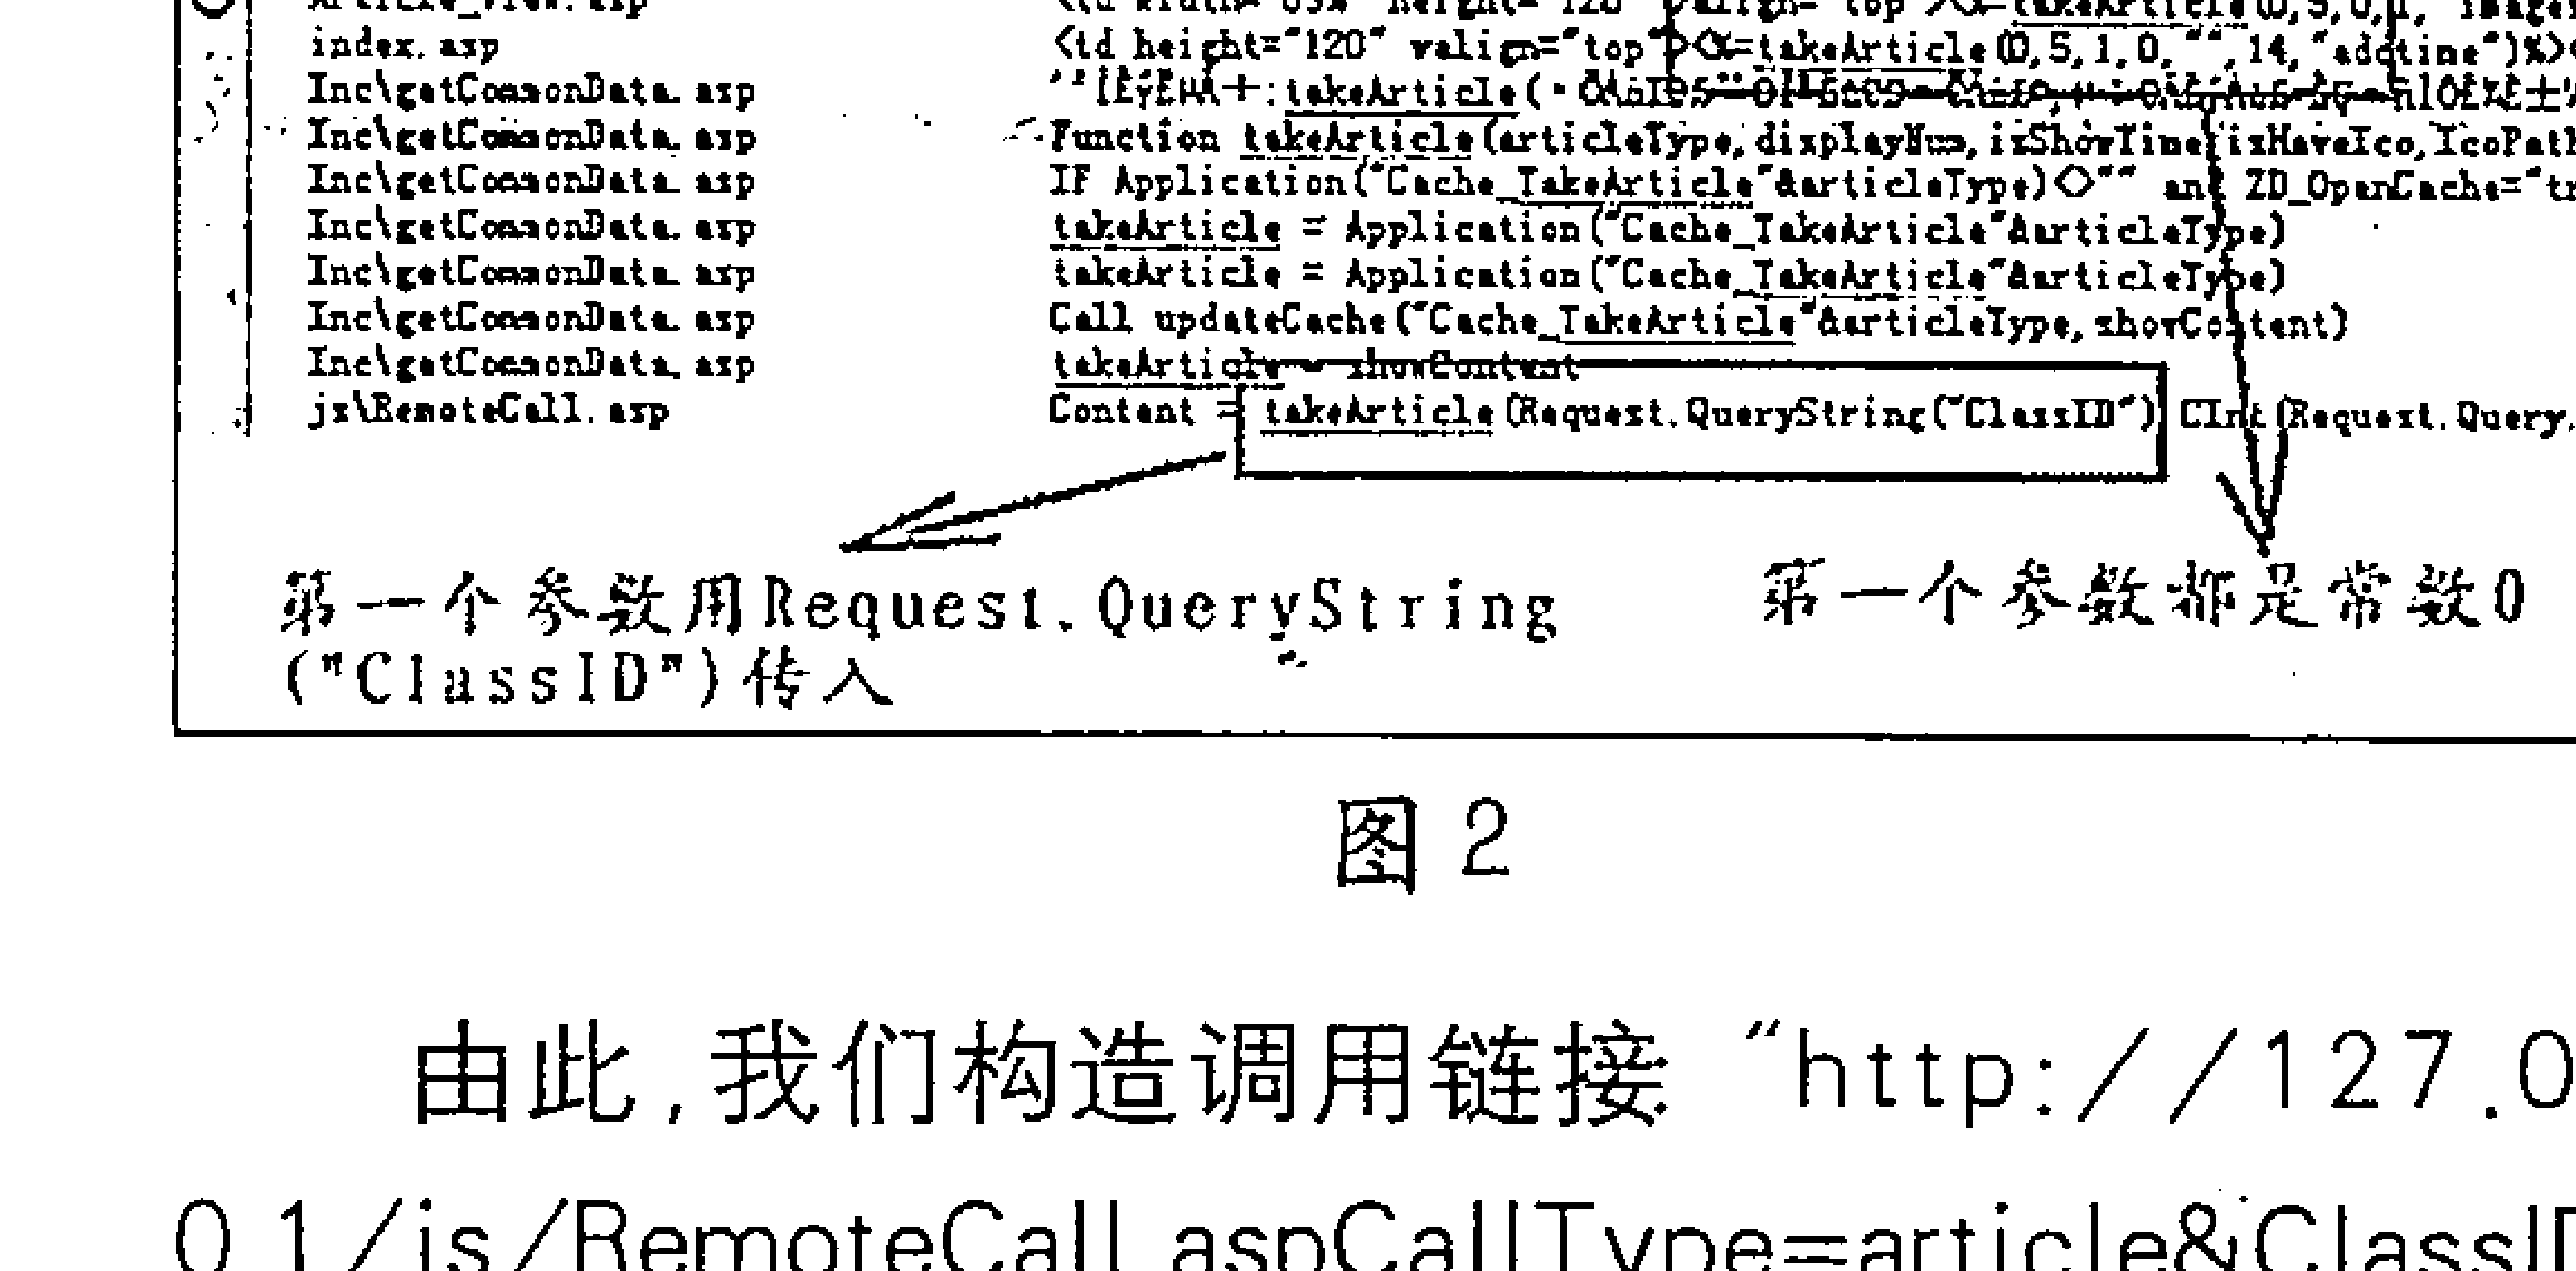 Article_View.asp
index.asp <td height="120" valign="top"><%=takeArticle(0,5,1,0,"",14,"addtime")%>
Inc\getCommonData.asp takeArticle(
Inc\getCommonData.asp Function takeArticle(articleType,displayNum,isShowTime,isHaveIco,IcoPath
Inc\getCommonData.asp IF Application("Cache_TakeArticle"&articleType)<>"" and ZD_OpenCache="tr
Inc\getCommonData.asp takeArticle = Application("Cache_TakeArticle"&articleType)
Inc\getCommonData.asp takeArticle = Application("Cache_TakeArticle"&articleType)
Inc\getCommonData.asp Call updateCache("Cache_TakeArticle"&articleType,showContent)
Inc\getCommonData.asp takeArticle = showContent
js\RemoteCall.asp Content = takeArticle(Request.QueryString("ClassID"), CInt(Request.Query
第一个参数用Request.QueryString
("ClassID")传入
第一个参数都是常数0
图 2
由此,我们构造调用链接 “http://127.0
0.1/js/RemoteCall.aspCallType=article&ClassID